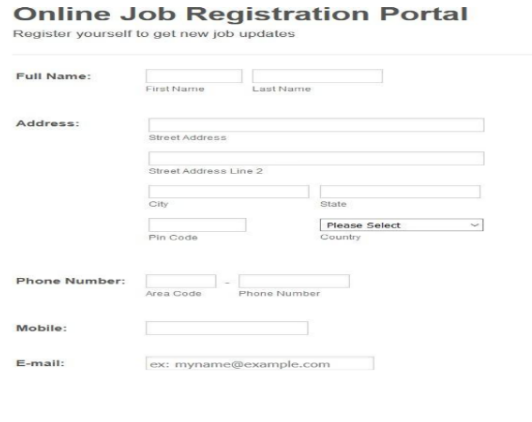 Online Job Registration Portal
Register yourself to get new job updates
Full Name:
First Name Last Name
Address:
Street Address
Street Address Line 2
City State
Please Select
Pin Code Country
Phone Number: -
Area Code Phone Number
Mobile:
E-mail: ex: myname@example.com